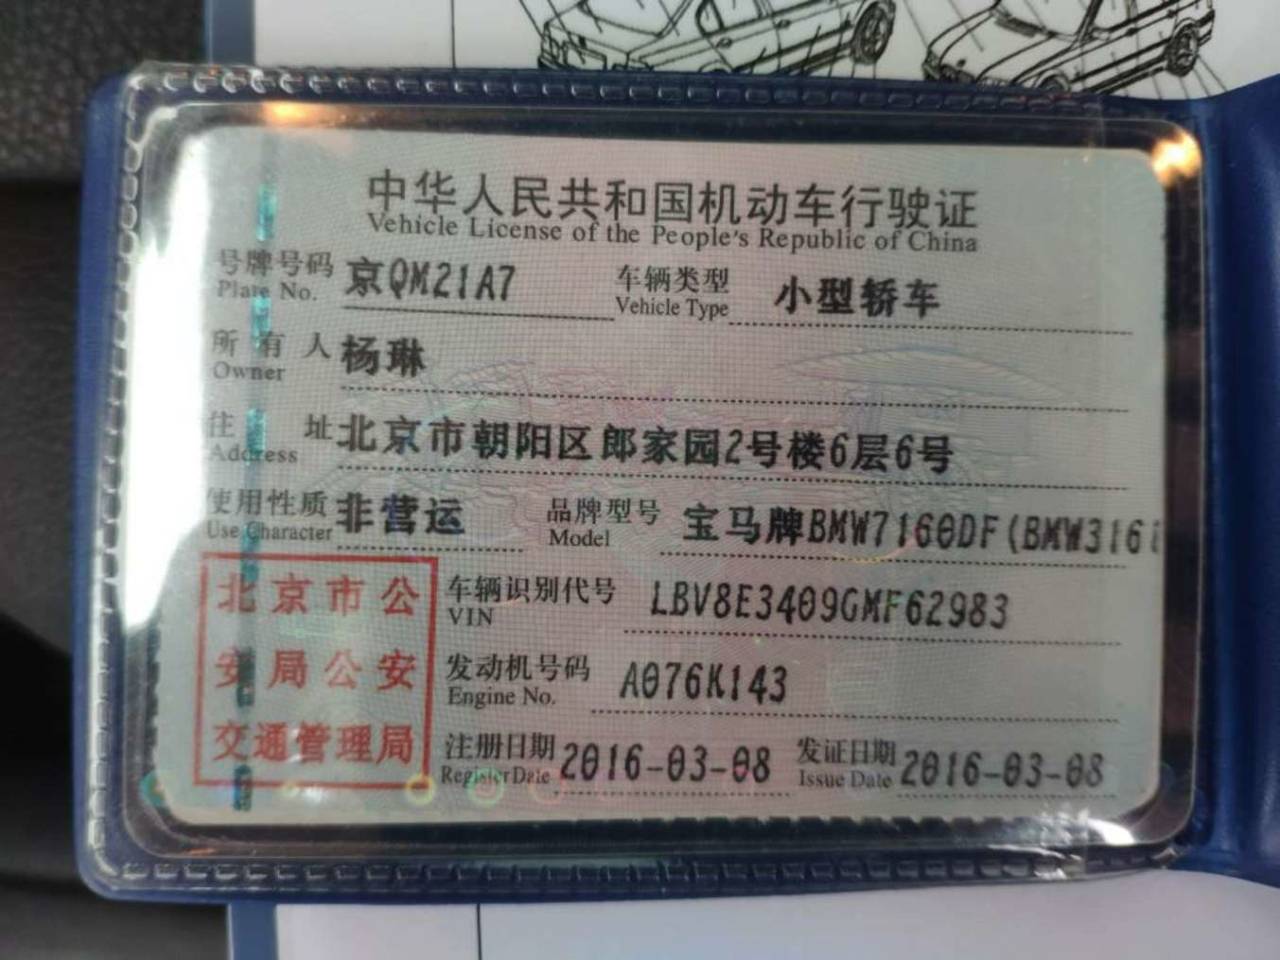 中华人民共和国机动车行驶证
Vehicle License of the People's Republic of China
号牌号码 京QM21A7 车辆类型 小型轿车
Plate No. Vehicle Type
所有人 杨琳
Owner
住址 北京市朝阳区郎家园2号楼6层6号
Address
使用性质 非营运 品牌型号 宝马牌BMW7160DF(BMW316i
Use Character Model
北京市公
安局公安
交通管理局
车辆识别代号 LBV8E3409GMF62983
VIN
发动机号码 A076K143
Engine No.
注册日期 2016-03-08 发证日期 2016-03-08
Register Date Issue Date